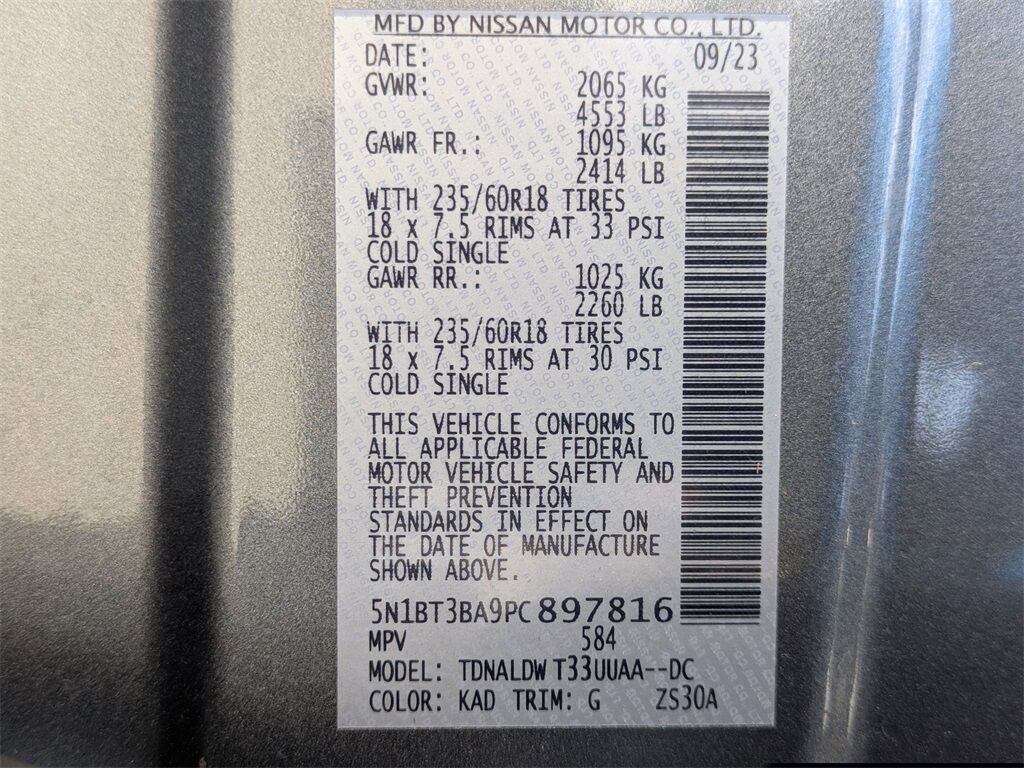 MFD BY NISSAN MOTOR CO., LTD.
DATE: 09/23
GVWR: 2065 KG
4553 LB
GAWR FR.: 1095 KG
2414 LB
WITH 235/60R18 TIRES
18 x 7.5 RIMS AT 33 PSI
COLD SINGLE
GAWR RR.: 1025 KG
2260 LB
WITH 235/60R18 TIRES
18 x 7.5 RIMS AT 30 PSI
COLD SINGLE
THIS VEHICLE CONFORMS TO
ALL APPLICABLE FEDERAL
MOTOR VEHICLE SAFETY AND
THEFT PREVENTION
STANDARDS IN EFFECT ON
THE DATE OF MANUFACTURE
SHOWN ABOVE.
5N1BT3BA9PC897816
MPV 584
MODEL: TDNALDW T33UUAA--DC
COLOR: KAD TRIM: G ZS30A